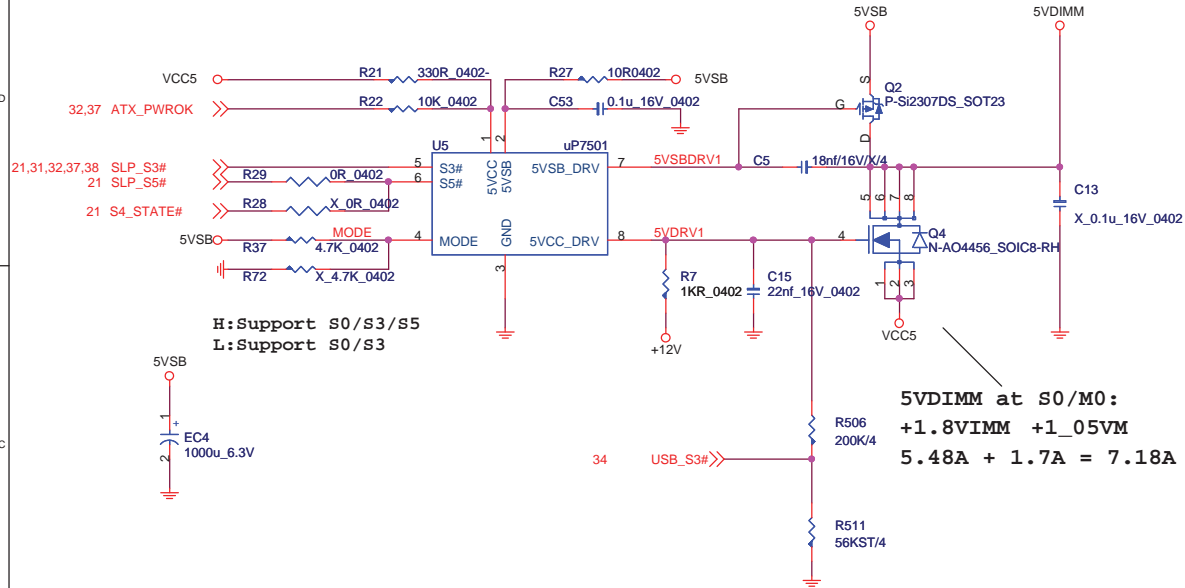 5VSB
5VDIMM
VCC5
R21
330R_0402-
R27
10R0402
5VSB
S
Q2
P-Si2307DS_SOT23
G
D
32,37 ATX_PWROK
R22
10K_0402
C53
0.1u_16V_0402
1
2
U5
uP7501
21,31,32,37,38 SLP_S3#
5
S3#
5VCC
5VSB
5VSB_DRV
7
5VSBDRV1
C5
18nf/16V/X/4
21 SLP_S5#
R29
0R_0402
6
S5#
5
6
7
8
C13
X_0.1u_16V_0402
21 S4_STATE#
R28
X_0R_0402
5VSB
R37
4.7K_0402
MODE
4
MODE
GND
5VCC_DRV
8
5VDRV1
4
Q4
N-AO4456_SOIC8-RH
R72
X_4.7K_0402
3
R7
1KR_0402
C15
22nf_16V_0402
1
2
3
H:Support S0/S3/S5
L:Support S0/S3
+12V
VCC5
5VSB
1
+
EC4
1000u_6.3V
2
5VDIMM at S0/M0:
+1.8VIMM +1_05VM
5.48A + 1.7A = 7.18A
R506
200K/4
34 USB_S3#
R511
56KST/4
C